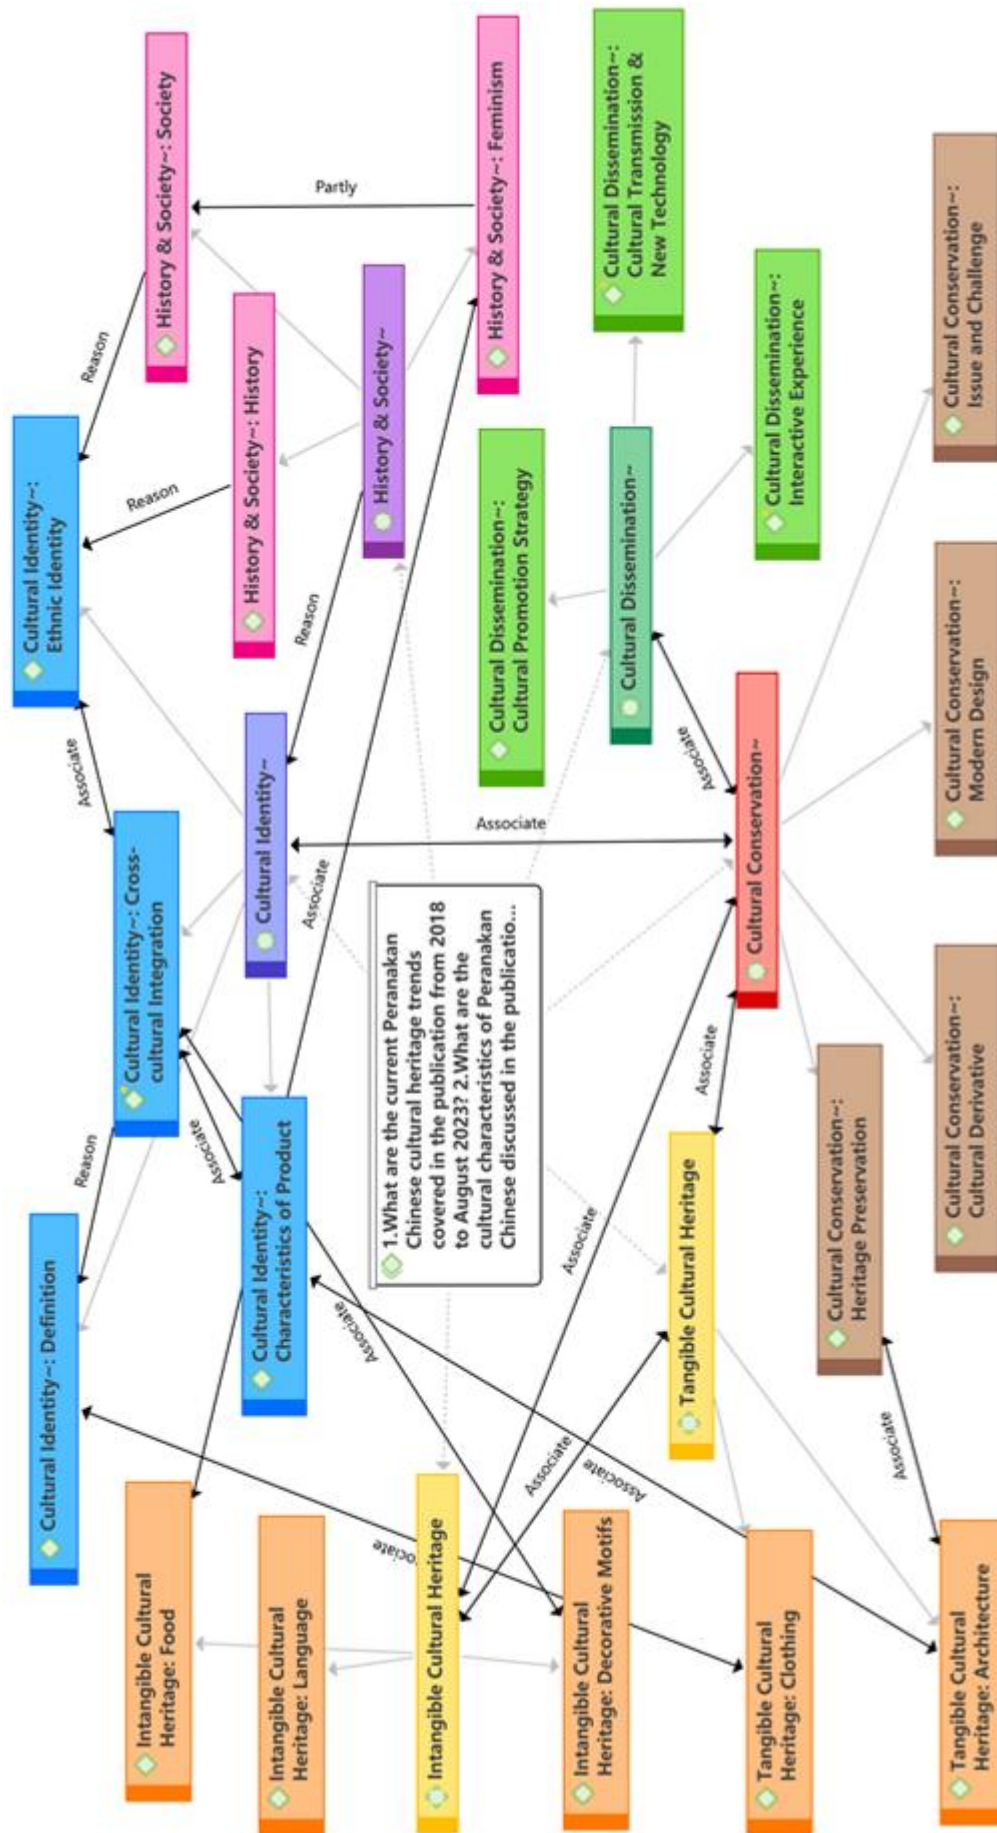 Cultural Identity~: Definition
Cultural Identity~:
Ethnic Identity
Intangible Cultural
Heritage: Food
Cultural Identity~: Cross-
cultural Integration
History & Society~: Society
Reason
Associate
Reason
Reason
Associate
Intangible Cultural
Heritage: Language
Cultural Identity~:
Characteristics of Product
Cultural Identity~
History & Society~: History
Partly
Associate
Associate
Reason
Intangible Cultural Heritage
1.What are the current Peranakan
Chinese cultural heritage trends
covered in the publication from 2018
to August 2023? 2.What are the
cultural characteristics of Peranakan
Chinese discussed in the publicatio...
History & Society~
Associate
History & Society~: Feminism
Cultural Dissemination~:
Cultural Promotion Strategy
Intangible Cultural
Heritage: Decorative Motifs
Associate
Associate
Associate
Cultural Dissemination~
Cultural Dissemination~:
Cultural Transmission &
New Technology
Tangible Cultural Heritage
Associate
Associate
Tangible Cultural
Heritage: Clothing
Cultural Conservation~
Cultural Dissemination~:
Interactive Experience
Cultural Conservation~:
Heritage Preservation
Associate
Tangible Cultural
Heritage: Architecture
Cultural Conservation~:
Cultural Derivative
Cultural Conservation~:
Modern Design
Cultural Conservation~:
Issue and Challenge